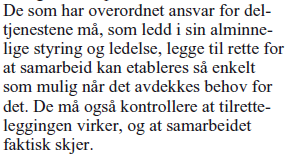 De som har overordnet ansvar for del-
tjenestene må, som ledd i sin alminne-
lige styring og ledelse, legge til rette for
at samarbeid kan etableres så enkelt
som mulig når det avdekkes behov for
det. De må også kontrollere at tilrette-
leggingen virker, og at samarbeidet
faktisk skjer.